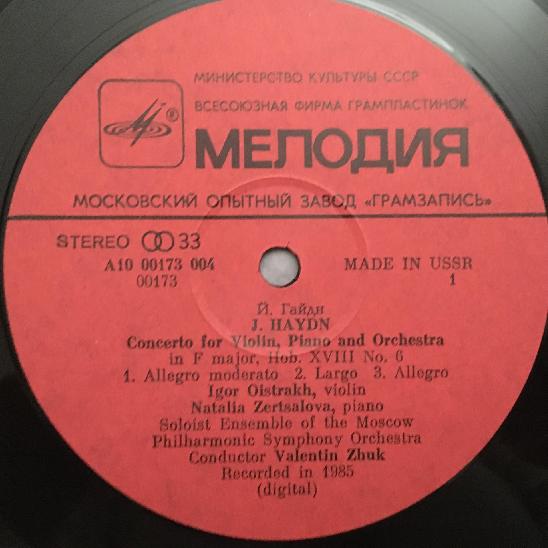 МИНИСТЕРСТВО КУЛЬТУРЫ СССР
ВСЕСОЮЗНАЯ ФИРМА ГРАМПЛАСТИНОК
®
МЕЛОДИЯ
МОСКОВСКИЙ ОПЫТНЫЙ ЗАВОД «ГРАМЗАПИСЬ»
STEREO 33
A10 00173 004 MADE IN USSR
00173 1
Й. Гайдн
J. HAYDN
Concerto for Violin, Piano and Orchestra
in F major, Hob. XVIII No. 6
1. Allegro moderato 2. Largo 3. Allegro
Igor Oistrakh, violin
Natalia Zertsalova, piano
Soloist Ensemble of the Moscow
Philharmonic Symphony Orchestra
Conductor Valentin Zhuk
Recorded in 1985
(digital)